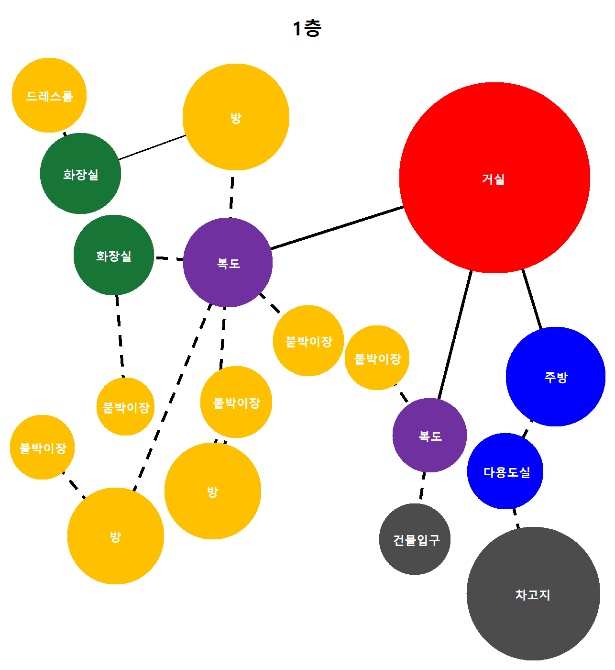 1층
드레스룸
방
화장실
거실
화장실
복도
붙박이장
붙박이장
주방
붙박이장
붙박이장
복도
붙박이장
다용도실
방
방
건물입구
차고지